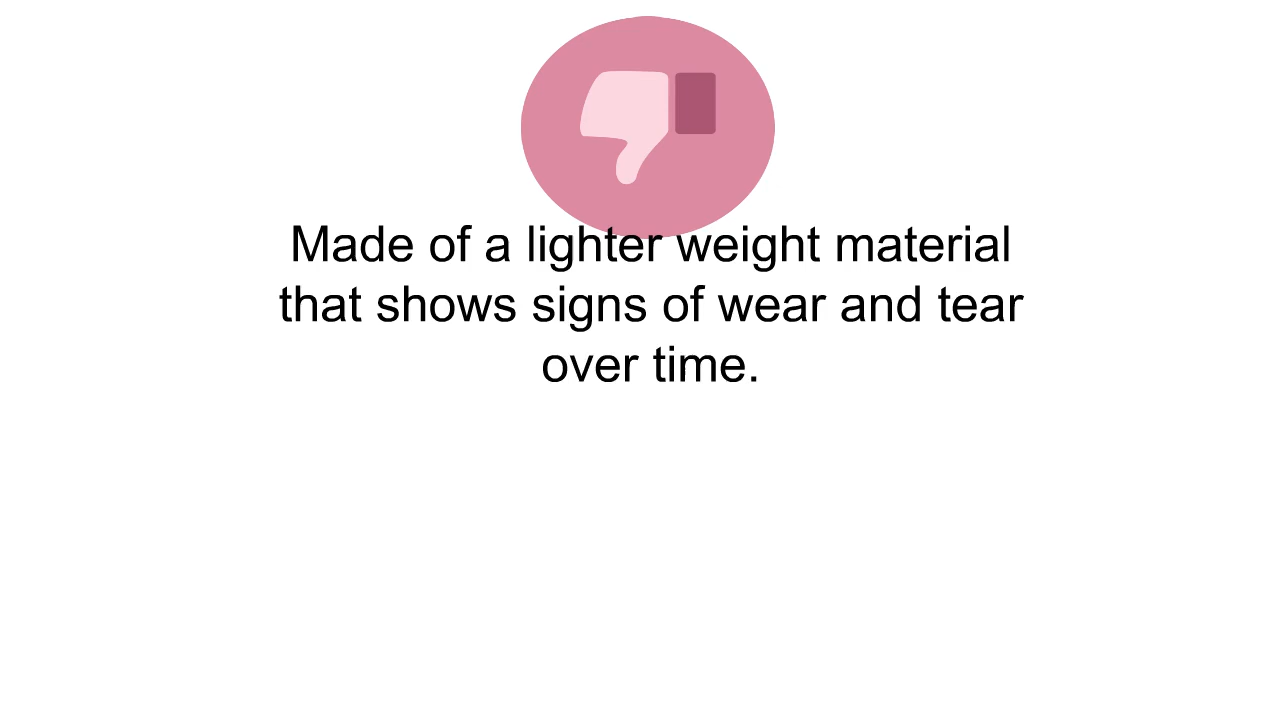 Made of a lighter weight material
that shows signs of wear and tear
over time.